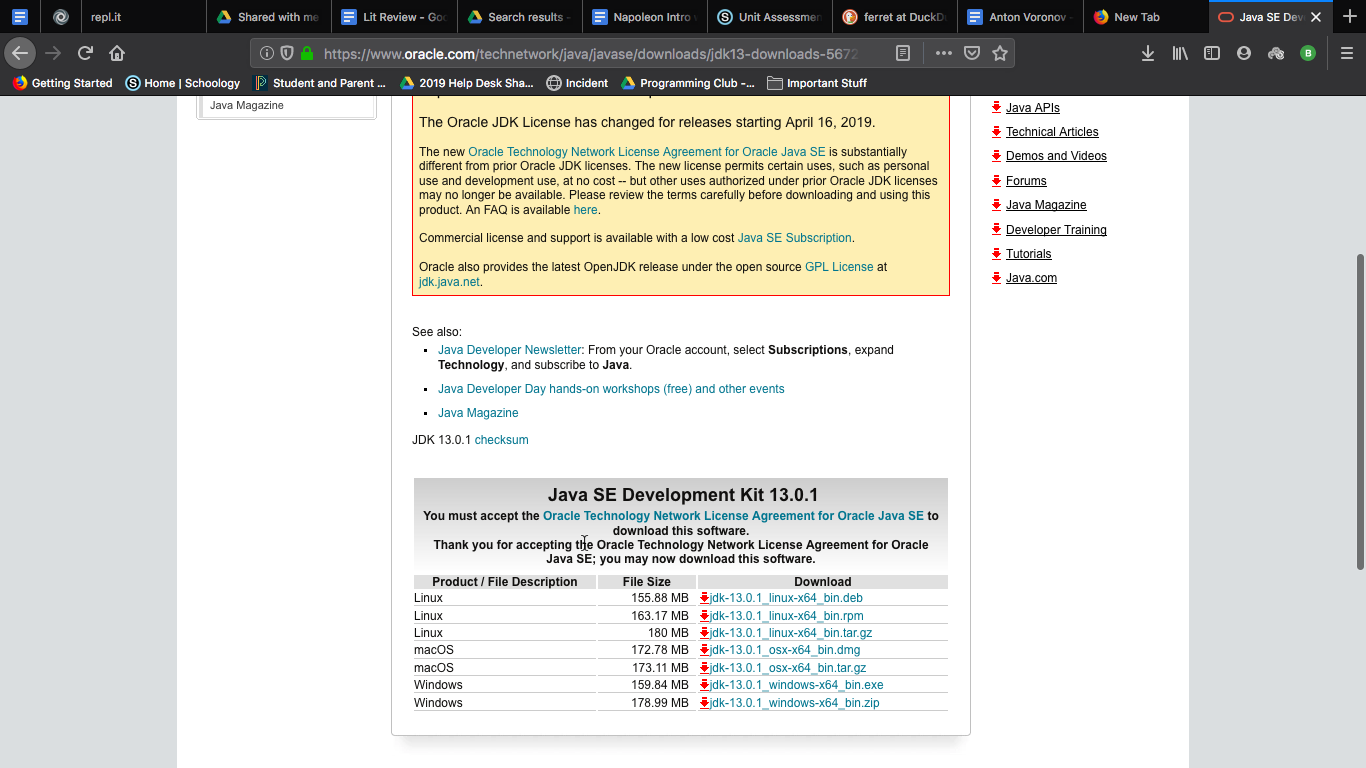 repl.it
Shared with me
Lit Review - Goo
Search results -
Napoleon Intro v
Unit Assessmen
ferret at DuckDu
Anton Voronov -
New Tab
Java SE Dev
https://www.oracle.com/technetwork/java/javase/downloads/jdk13-downloads-5672
B
Getting Started
Home | Schoology
Student and Parent ...
2019 Help Desk Sha...
Incident
Programming Club -...
Important Stuff
Java Magazine
The Oracle JDK License has changed for releases starting April 16, 2019.
The new Oracle Technology Network License Agreement for Oracle Java SE is substantially
different from prior Oracle JDK licenses. The new license permits certain uses, such as personal
use and development use, at no cost -- but other uses authorized under prior Oracle JDK licenses
may no longer be available. Please review the terms carefully before downloading and using this
product. An FAQ is available here.
Commercial license and support is available with a low cost Java SE Subscription.
Oracle also provides the latest OpenJDK release under the open source GPL License at
jdk.java.net.
See also:
Java Developer Newsletter: From your Oracle account, select Subscriptions, expand
Technology, and subscribe to Java.
Java Developer Day hands-on workshops (free) and other events
Java Magazine
JDK 13.0.1 checksum
Java SE Development Kit 13.0.1
You must accept the Oracle Technology Network License Agreement for Oracle Java SE to
download this software.
Thank you for accepting the Oracle Technology Network License Agreement for Oracle
Java SE; you may now download this software.
Product / File Description File Size Download
Linux 155.88 MB jdk-13.0.1_linux-x64_bin.deb
Linux 163.17 MB jdk-13.0.1_linux-x64_bin.rpm
Linux 180 MB jdk-13.0.1_linux-x64_bin.tar.gz
macOS 172.78 MB jdk-13.0.1_osx-x64_bin.dmg
macOS 173.11 MB jdk-13.0.1_osx-x64_bin.tar.gz
Windows 159.84 MB jdk-13.0.1_windows-x64_bin.exe
Windows 178.99 MB jdk-13.0.1_windows-x64_bin.zip
Java APIs
Technical Articles
Demos and Videos
Forums
Java Magazine
Developer Training
Tutorials
Java.com